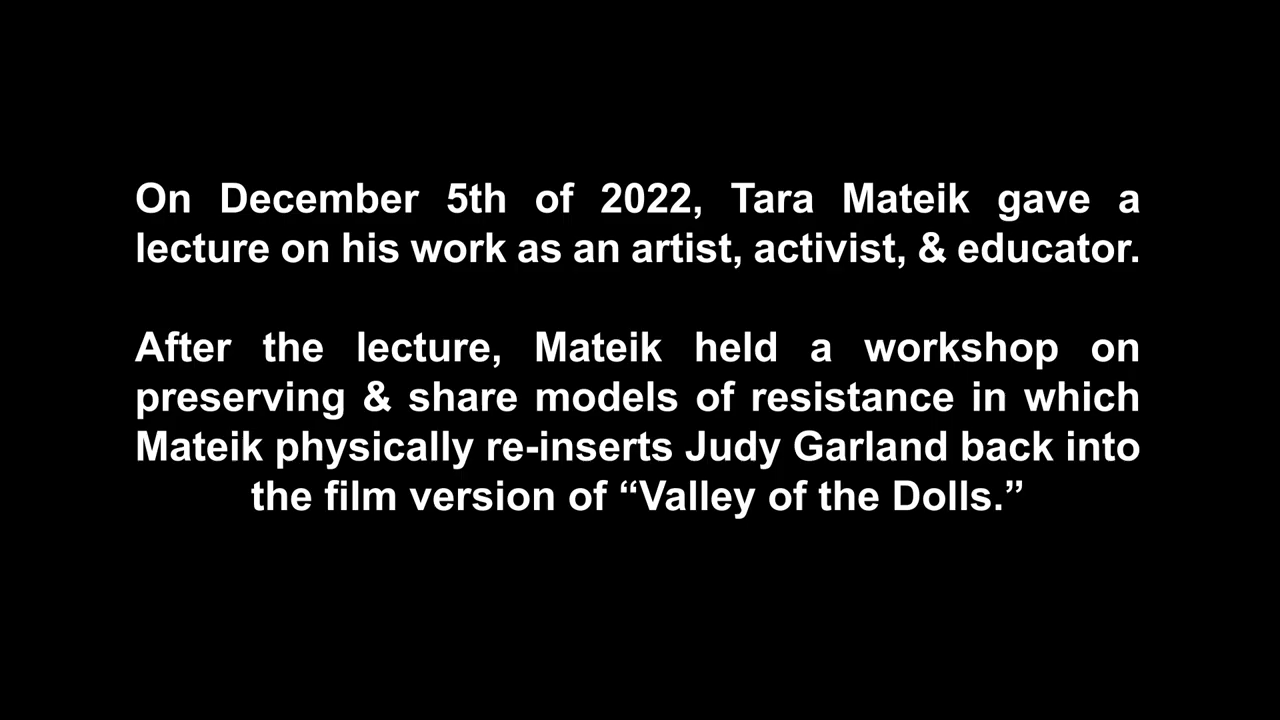 On December 5th of 2022, Tara Mateik gave a
lecture on his work as an artist, activist, & educator.
After the lecture, Mateik held a workshop on
preserving & share models of resistance in which
Mateik physically re-inserts Judy Garland back into
the film version of “Valley of the Dolls.”